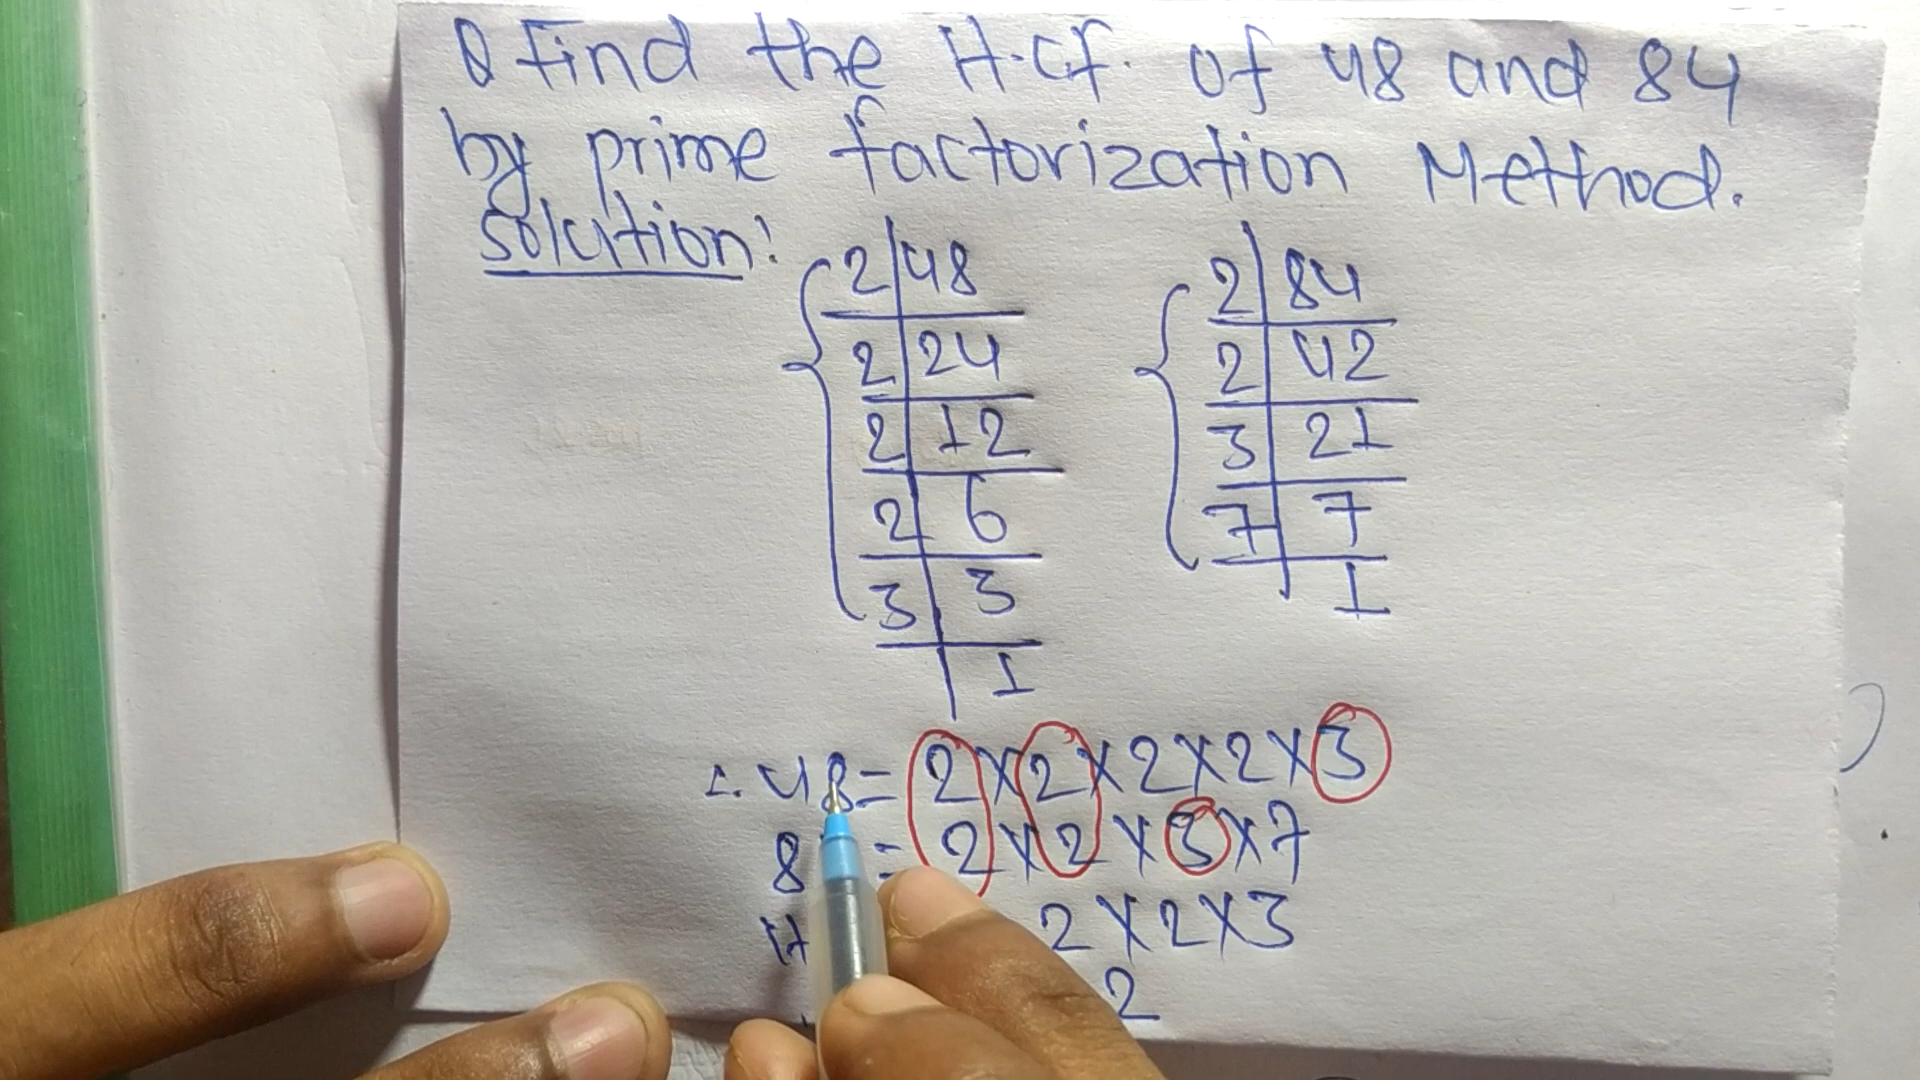 Q Find the H.C.F. of 48 and 84
by prime factorization Method.
Solution:
2 48
2 24
2 12
2 6
3 3
1
2 84
2 42
3 21
7 7
1
∴ 48 = 2×2×2×2×3
8 = 2×2×3×7
H 2×2×3
2